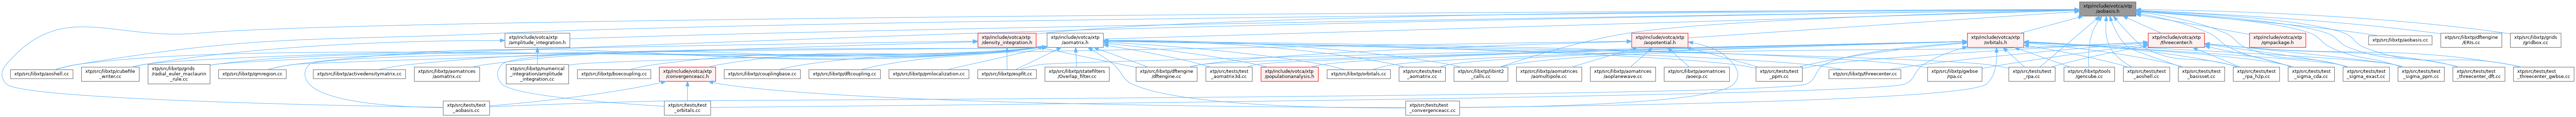 xtp/include/votca/xtp
/aobasis.h
xtp/include/votca/xtp
/amplitude_integration.h
xtp/include/votca/xtp
/density_integration.h
xtp/include/votca/xtp
/aomatrix.h
xtp/include/votca/xtp
/aopotential.h
xtp/include/votca/xtp
/orbitals.h
xtp/include/votca/xtp
/threecenter.h
xtp/include/votca/xtp
/qmpackage.h
xtp/src/libxtp/aobasis.cc
xtp/src/libxtp/dftengine
/ERIs.cc
xtp/src/libxtp/grids
/gridbox.cc
xtp/src/libxtp/aoshell.cc
xtp/src/libxtp/cubefile
_writer.cc
xtp/src/libxtp/grids
/radial_euler_maclaurin
_rule.cc
xtp/src/libxtp/qmregion.cc
xtp/src/libxtp/activedensitymatrix.cc
xtp/src/libxtp/aomatrices
/aomatrix.cc
xtp/src/libxtp/numerical
_integration/amplitude
_integration.cc
xtp/src/libxtp/bsecoupling.cc
xtp/include/votca/xtp
/convergenceacc.h
xtp/src/libxtp/couplingbase.cc
xtp/src/libxtp/dftcoupling.cc
xtp/src/libxtp/pmlocalization.cc
xtp/src/libxtp/espfit.cc
xtp/src/libxtp/statefilters
/Overlap_filter.cc
xtp/src/libxtp/dftengine
/dftengine.cc
xtp/src/tests/test
_aomatrix3d.cc
xtp/include/votca/xtp
/populationanalysis.h
xtp/src/libxtp/orbitals.cc
xtp/src/tests/test
_aomatrix.cc
xtp/src/libxtp/libint2
_calls.cc
xtp/src/libxtp/aomatrices
/aomultipole.cc
xtp/src/libxtp/aomatrices
/aoplanewave.cc
xtp/src/libxtp/aomatrices
/aoecp.cc
xtp/src/tests/test
_ppm.cc
xtp/src/libxtp/threecenter.cc
xtp/src/libxtp/gwbse
/rpa.cc
xtp/src/tests/test
_rpa.cc
xtp/src/libxtp/tools
/gencube.cc
xtp/src/tests/test
_aoshell.cc
xtp/src/tests/test
_basisset.cc
xtp/src/tests/test
_rpa_h2p.cc
xtp/src/tests/test
_sigma_cda.cc
xtp/src/tests/test
_sigma_exact.cc
xtp/src/tests/test
_sigma_ppm.cc
xtp/src/tests/test
_threecenter_dft.cc
xtp/src/tests/test
_threecenter_gwbse.cc
xtp/src/tests/test
_aobasis.cc
xtp/src/tests/test
_orbitals.cc
xtp/src/tests/test
_convergenceacc.cc